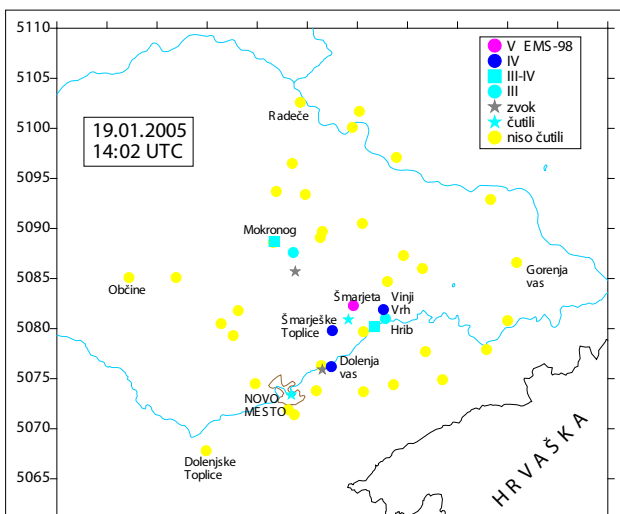 5110
5105
5100
5095
5090
5085
5080
5075
5070
5065
19.01.2005
14:02 UTC
V EMS-98
IV
III-IV
III
zvok
čutili
niso čutili
Radeče
Mokronog
Občine
Gorenja
vas
Šmarjeta
Vinji
Vrh
Šmarješke
Toplice
Hrib
Dolenja
vas
NOVO
MESTO
Dolenjske
Toplice
HRVAŠKA